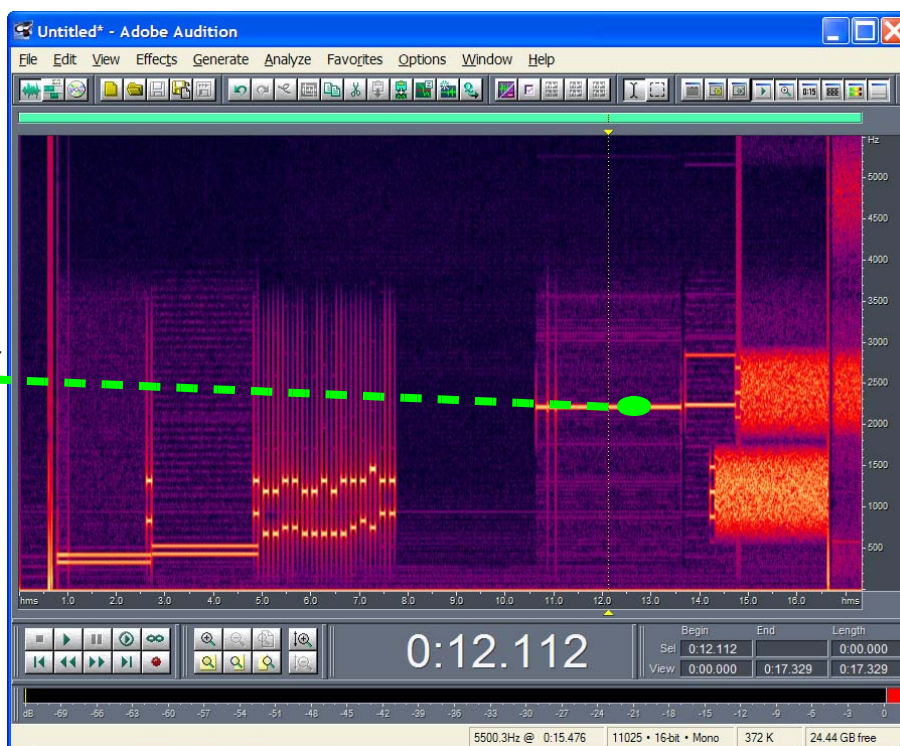 Untitled* - Adobe Audition
File Edit View Effects Generate Analyze Favorites Options Window Help
Hz
5000
4500
4000
3500
3000
2500
2000
1500
1000
500
hms 1.0 2.0 3.0 4.0 5.0 6.0 7.0 8.0 9.0 10.0 11.0 12.0 13.0 14.0 15.0 16.0 hms
0:12.112
Begin End Length
Sel 0:12.112 0:00.000
View 0:00.000 0:17.329 0:17.329
dB -69 -66 -63 -60 -57 -54 -51 -48 -45 -42 -39 -36 -33 -30 -27 -24 -21 -18 -15 -12 -9 -6 -3 0
5500.3Hz @ 0:15.476 11025 • 16-bit • Mono 372 K 24.44 GB free